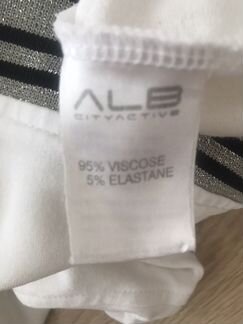 ALB
CITYACTIVE
95% VISCOSE
5% ELASTANE